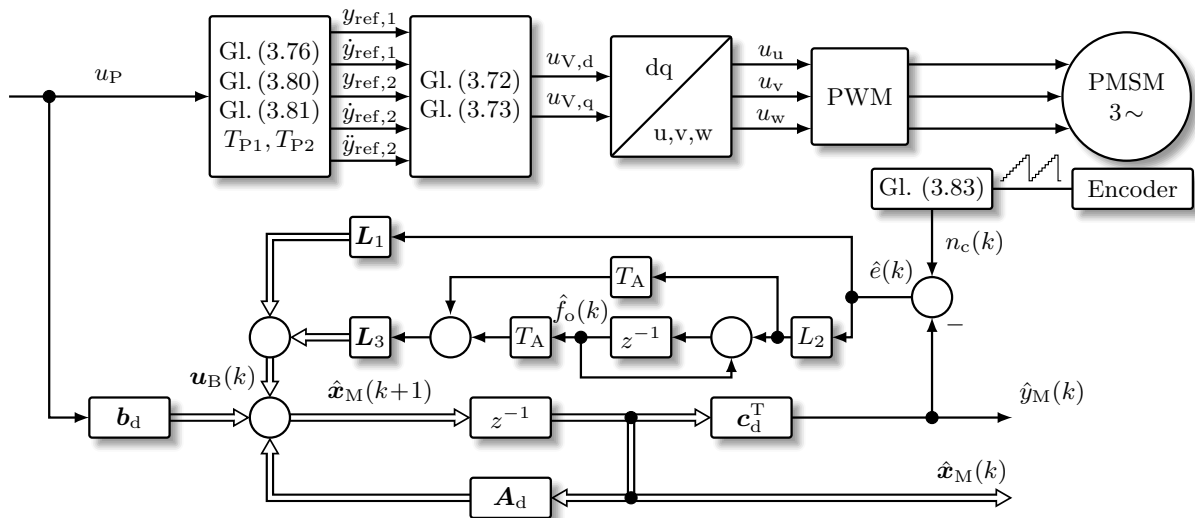 u_P
Gl. (3.76)
Gl. (3.80)
Gl. (3.81)
T_P1, T_P2
y_ref,1
ẏ_ref,1
y_ref,2
ẏ_ref,2
ÿ_ref,2
Gl. (3.72)
Gl. (3.73)
u_V,d
u_V,q
dq
u,v,w
u_u
u_v
u_w
PWM
PMSM
3∼
Gl. (3.83)
Encoder
n_c(k)
L_1
ê(k)
T_A
f̂_o(k)
L_3
T_A
z^−1
L_2
−
u_B(k)
x̂_M(k+1)
ŷ_M(k)
b_d
z^−1
c_d^T
x̂_M(k)
A_d